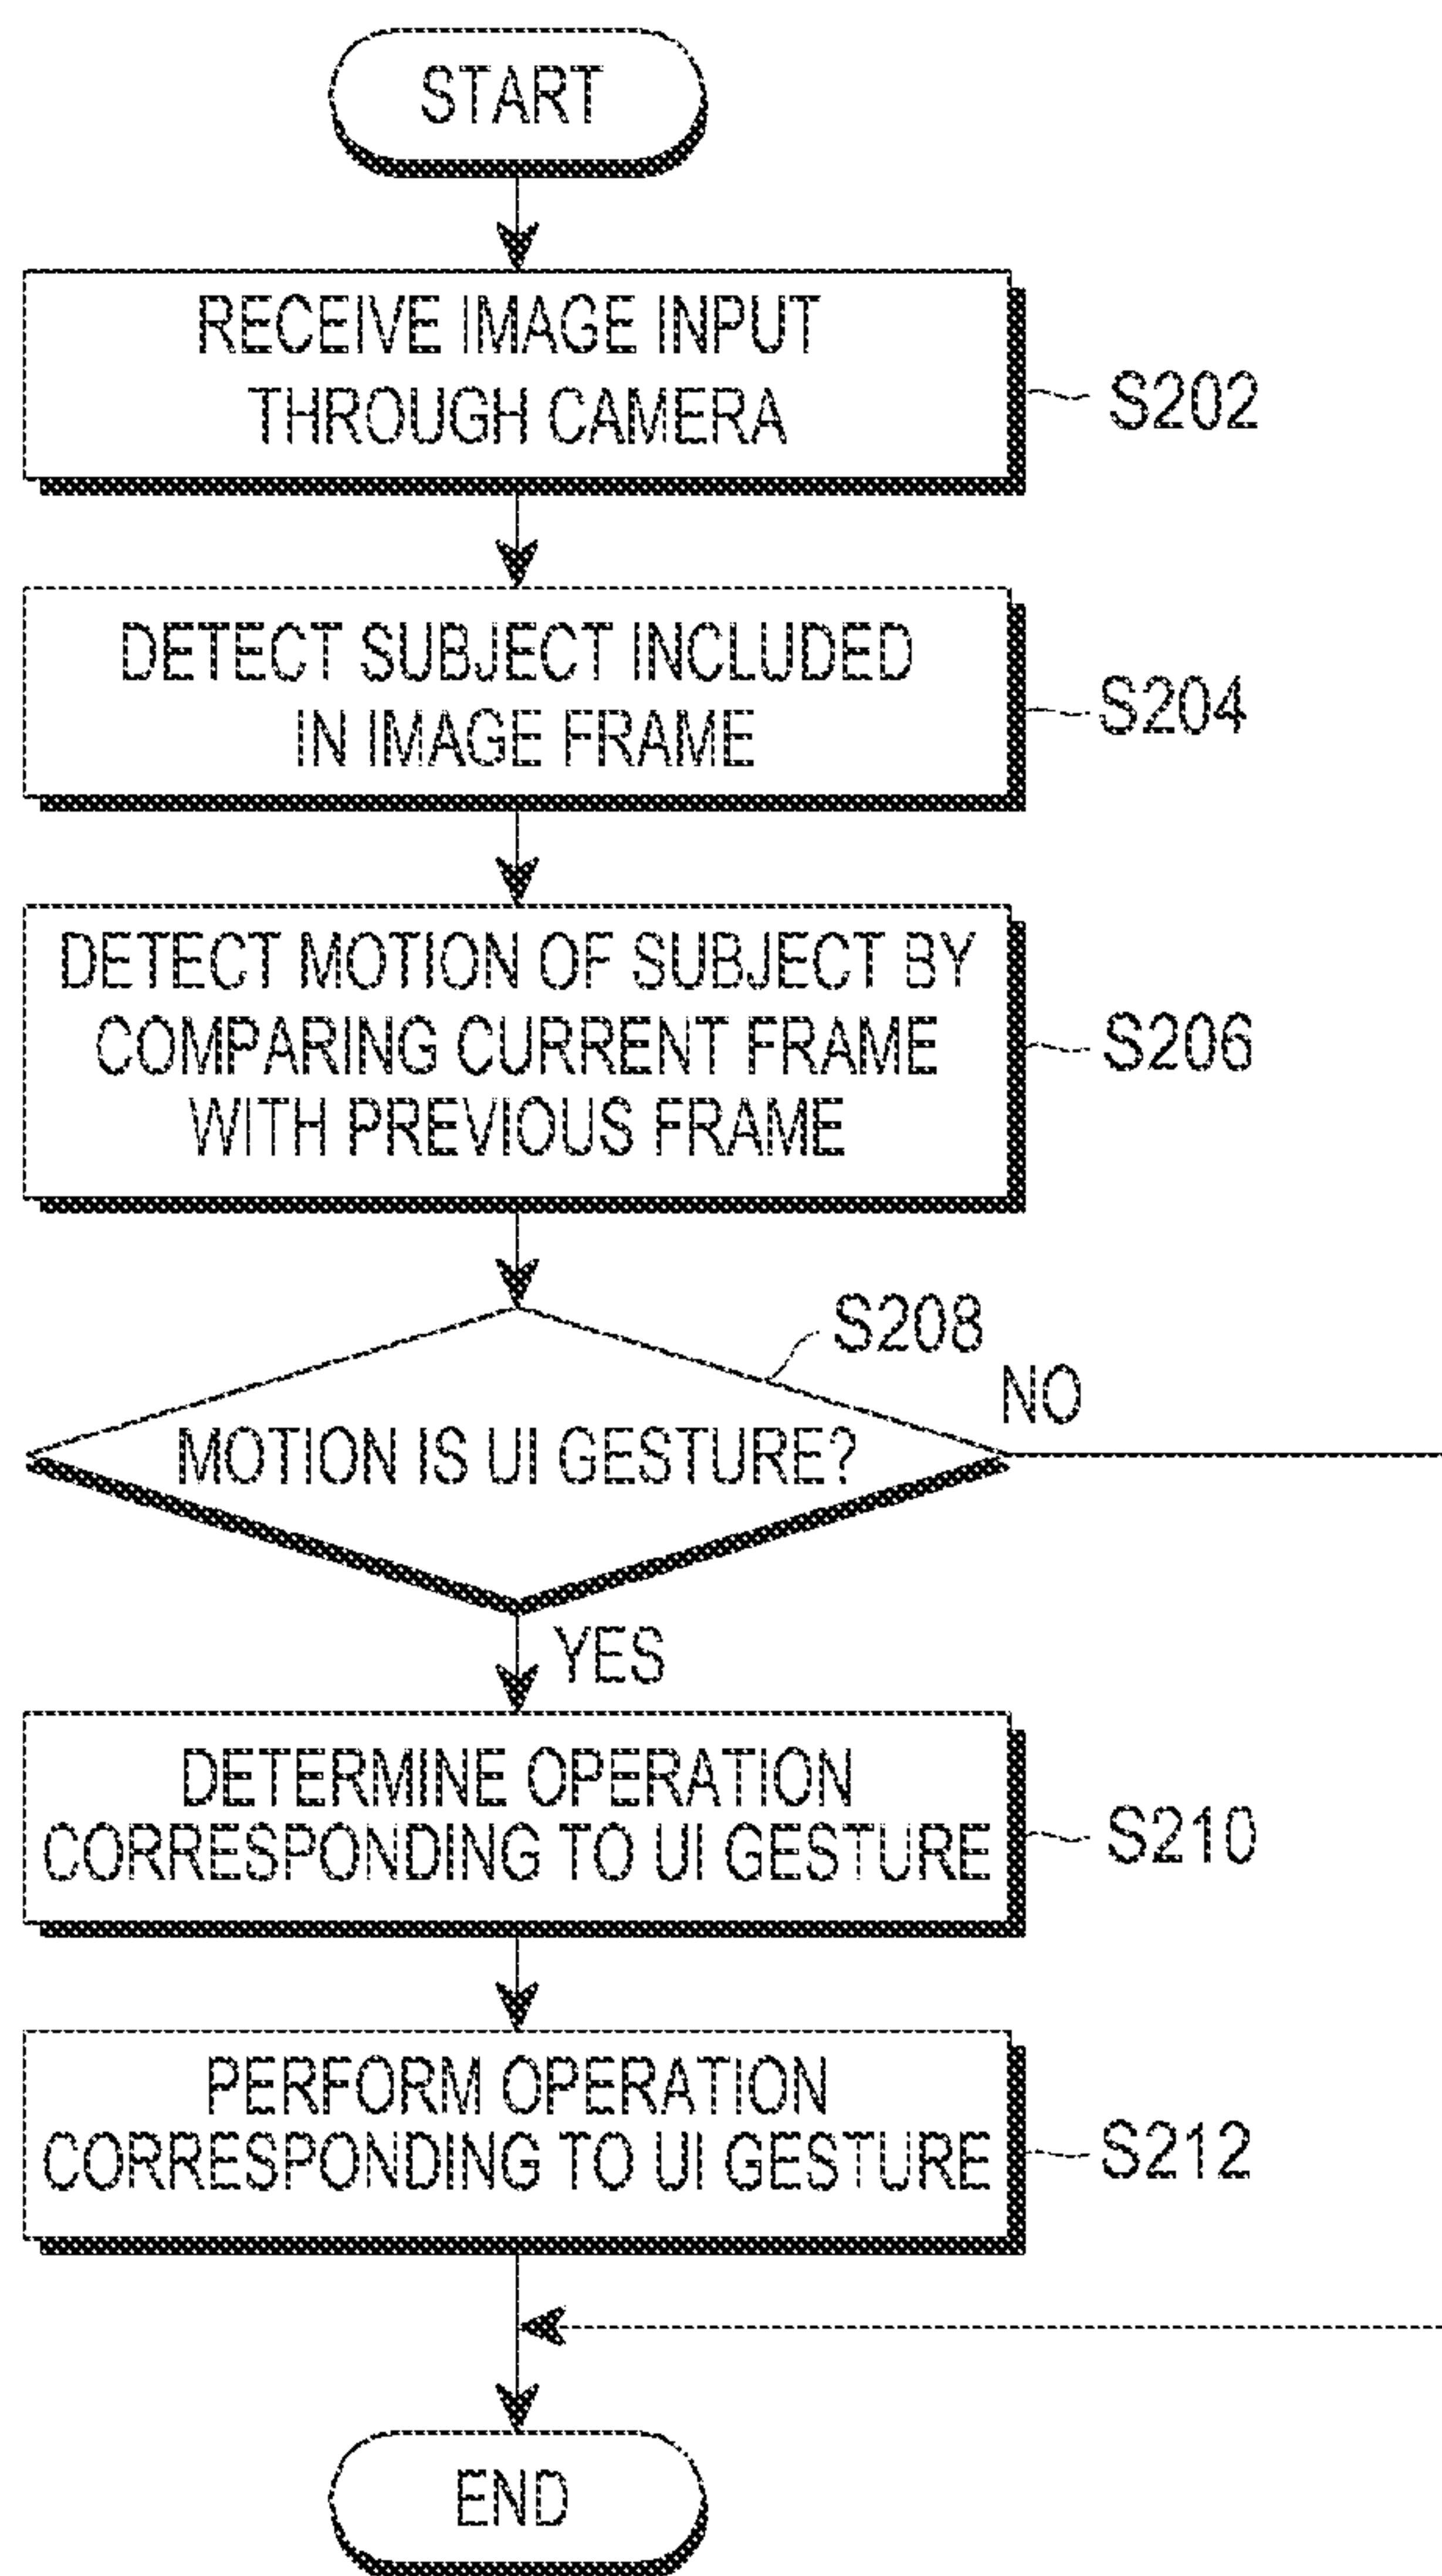 START
RECEIVE IMAGE INPUT
THROUGH CAMERA
S202
DETECT SUBJECT INCLUDED
IN IMAGE FRAME
S204
DETECT MOTION OF SUBJECT BY
COMPARING CURRENT FRAME
WITH PREVIOUS FRAME
S206
S208
MOTION IS UI GESTURE?
NO
YES
DETERMINE OPERATION
CORRESPONDING TO UI GESTURE
S210
PERFORM OPERATION
CORRESPONDING TO UI GESTURE
S212
END